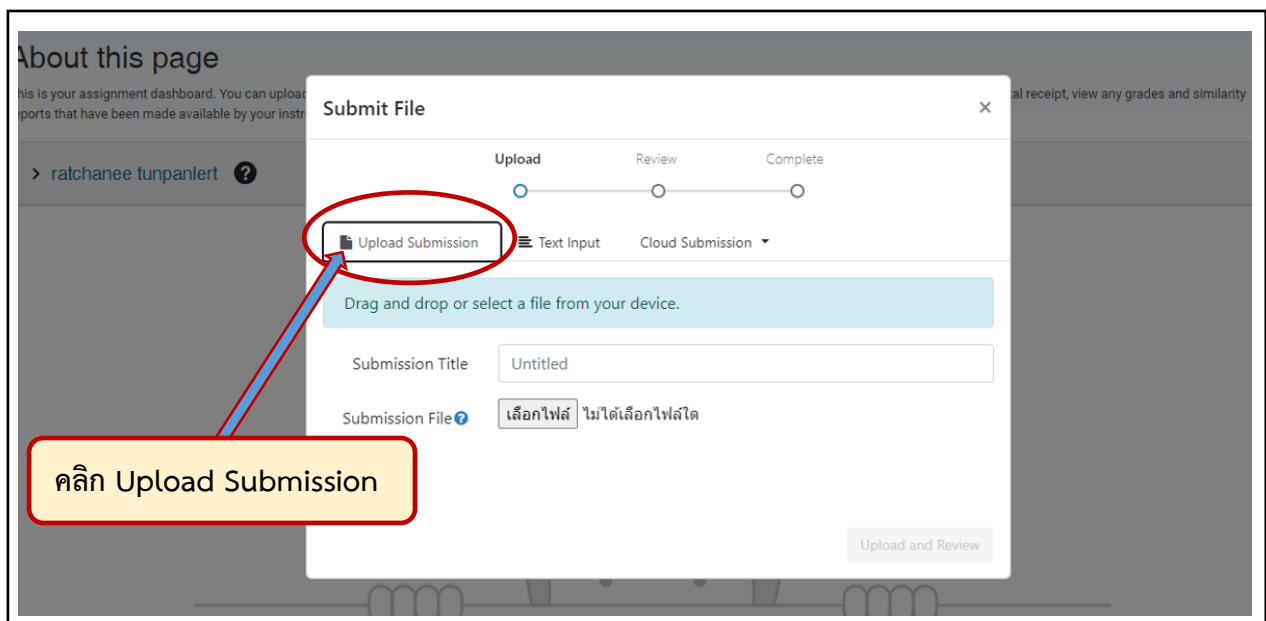 About this page
his is your assignment dashboard. You can uploa
al receipt, view any grades and similarity
eports that have been made available by your instr
ratchanee tunpanlert ?
Submit File ×
Upload Review Complete
Upload Submission Text Input Cloud Submission
Drag and drop or select a file from your device.
Submission Title Untitled
Submission File ? เลือกไฟล์ ไม่ได้เลือกไฟล์ใด
คลิก Upload Submission
Upload and Review